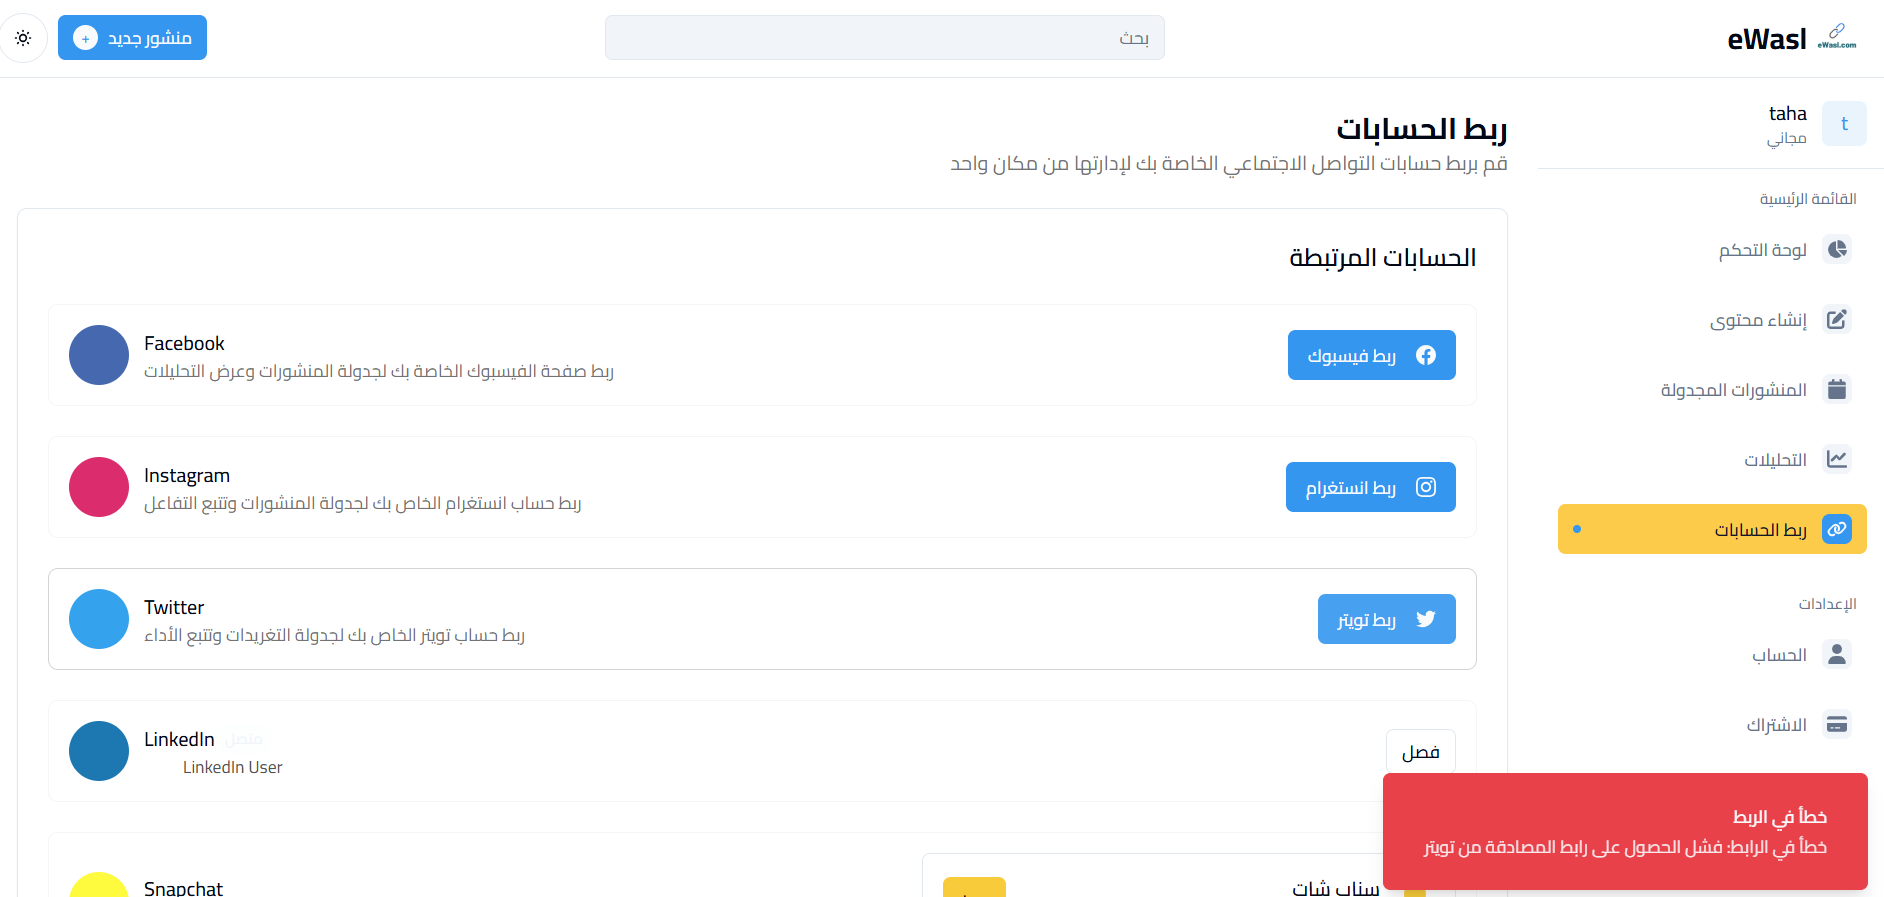 eWasl
eWasl.com
بحث
منشور جديد
+
t
taha
مجاني
القائمة الرئيسية
لوحة التحكم
إنشاء محتوى
المنشورات المجدولة
التحليلات
ربط الحسابات
الإعدادات
الحساب
الاشتراك
ربط الحسابات
قم بربط حسابات التواصل الاجتماعي الخاصة بك لإدارتها من مكان واحد
الحسابات المرتبطة
ربط فيسبوك
Facebook
ربط صفحة الفيسبوك الخاصة بك لجدولة المنشورات وعرض التحليلات
ربط انستغرام
Instagram
ربط حساب انستغرام الخاص بك لجدولة المنشورات وتتبع التفاعل
ربط تويتر
Twitter
ربط حساب تويتر الخاص بك لجدولة التغريدات وتتبع الأداء
فصل
LinkedIn متصل
LinkedIn User
سناب شات
Snapchat
خطأ في الربط
خطأ في الرابط: فشل الحصول على رابط المصادقة من تويتر